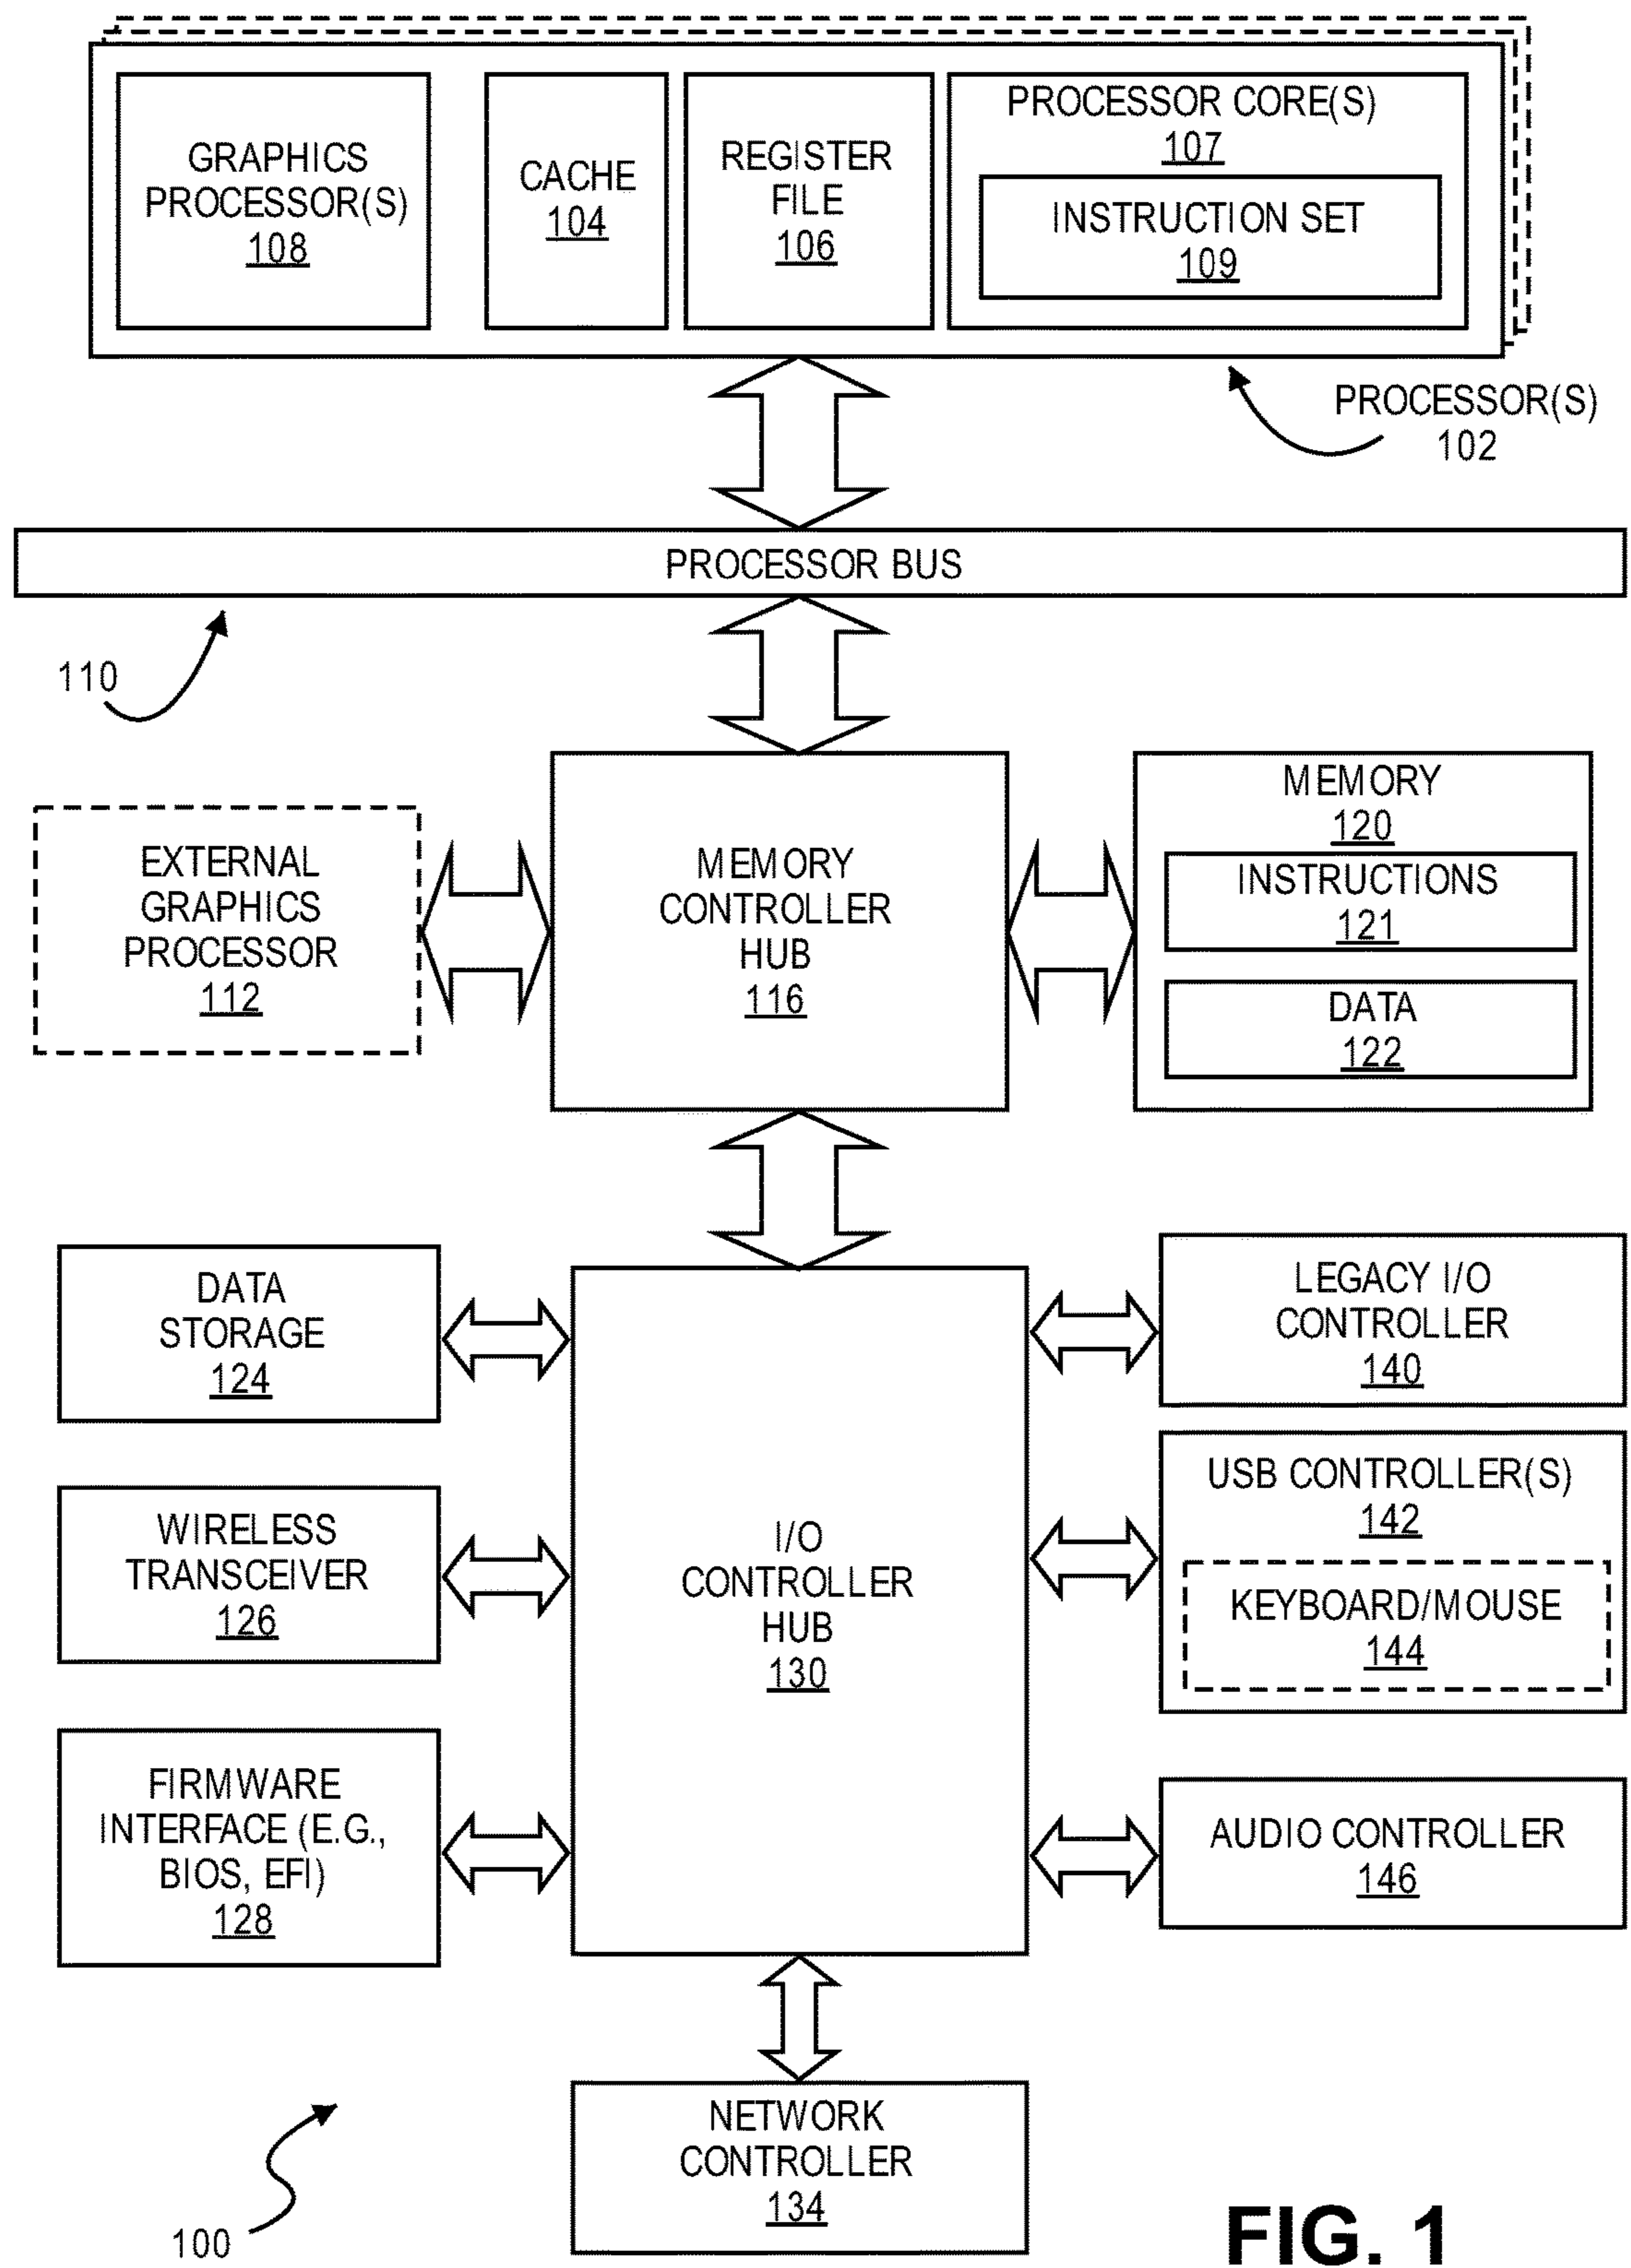 GRAPHICS
PROCESSOR(S)
108
CACHE
104
REGISTER
FILE
106
PROCESSOR CORE(S)
107
INSTRUCTION SET
109
PROCESSOR(S)
102
PROCESSOR BUS
110
EXTERNAL
GRAPHICS
PROCESSOR
112
MEMORY
CONTROLLER
HUB
116
MEMORY
120
INSTRUCTIONS
121
DATA
122
DATA
STORAGE
124
WIRELESS
TRANSCEIVER
126
FIRMWARE
INTERFACE (E.G.,
BIOS, EFI)
128
I/O
CONTROLLER
HUB
130
LEGACY I/O
CONTROLLER
140
USB CONTROLLER(S)
142
KEYBOARD/MOUSE
144
AUDIO CONTROLLER
146
NETWORK
CONTROLLER
134
100
FIG. 1